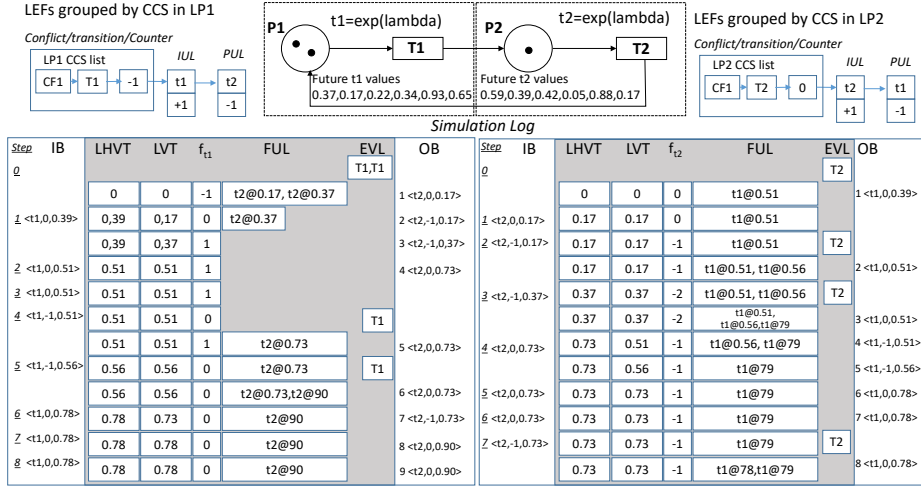 LEFs grouped by CCS in LP1
Conflict/transition/Counter
LP1 CCS list
IUL
PUL
CF1
T1
-1
t1
+1
t2
-1
P1
t1=exp(lambda)
T1
P2
t2=exp(lambda)
T2
Future t1 values
0.37,0.17,0.22,0.34,0.93,0.65
Future t2 values
0.59,0.39,0.42,0.05,0.88,0.17
LEFs grouped by CCS in LP2
Conflict/transition/Counter
LP2 CCS list
IUL
PUL
CF1
T2
0
t2
+1
t1
-1
Simulation Log
Step IB LHVT LVT ft1 FUL EVL OB
0 T1,T1
0 0 -1 t2@0.17, t2@0.37 1 <t2,0,0.17>
1 <t1,0,0.39> 0,39 0,17 0 t2@0.37 2 <t2,-1,0.17>
0,39 0,37 1 3 <t2,-1,0,37>
2 <t1,0,0.51> 0.51 0.51 1 4 <t2,0,0.73>
3 <t1,0,0.51> 0.51 0.51 1
4 <t1,-1,0.51> 0.51 0.51 0 T1
0.51 0.51 1 t2@0.73 5 <t2,0,0.73>
5 <t1,-1,0.56> 0.56 0.56 0 t2@0.73 T1
0.56 0.56 0 t2@0.73,t2@90 6 <t2,0,0.73>
6 <t1,0,0.78> 0.78 0.73 0 t2@90 7 <t2,-1,0.73>
7 <t1,0,0.78> 0.78 0.78 0 t2@90 8 <t2,0,0.90>
8 <t1,0,0.78> 0.78 0.78 0 t2@90 9 <t2,0,0.90>
Step IB LHVT LVT ft2 FUL EVL OB
0 T2
0 0 0 t1@0.51 1 <t1,0,0.39>
1 <t2,0,0.17> 0.17 0.17 0 t1@0.51
2 <t2,-1,0.17> 0.17 0.17 -1 t1@0.51 T2
0.17 0.17 -1 t1@0.51, t1@0.56 2 <t1,0,0.51>
3 <t2,-1,0.37> 0.37 0.37 -2 t1@0.51, t1@0.56 T2
0.37 0.37 -2 t1@0.51,
t1@0.56,t1@79 3 <t1,0,0.51>
4 <t2,0,0.73> 0.73 0.51 -1 t1@0.56, t1@79 4 <t1,-1,0.51>
0.73 0.56 -1 t1@79 5 <t1,-1,0.56>
5 <t2,0,0.73> 0.73 0.73 -1 t1@79 6 <t1,0,0.78>
6 <t2,0,0.73> 0.73 0.73 -1 t1@79 7 <t1,0,0.78>
7 <t2,-1,0.73> 0.73 0.73 -1 t1@79 T2
0.73 0.73 -1 t1@78,t1@79 8 <t1,0,0.78>